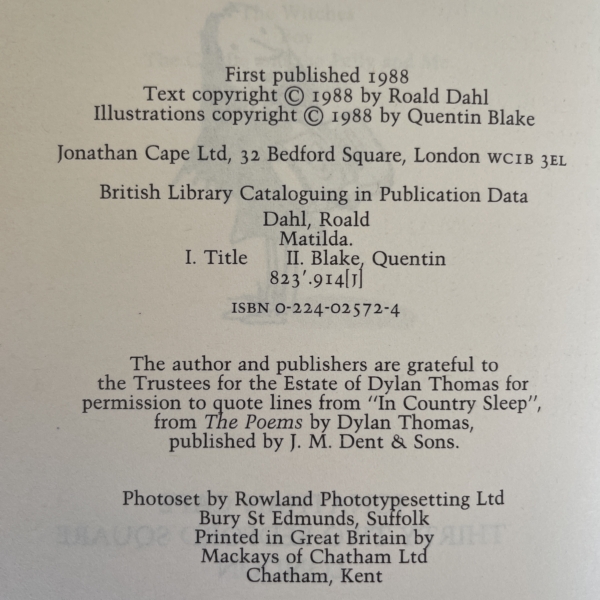 The Witches
First published 1988
Text copyright © 1988 by Roald Dahl
Illustrations copyright © 1988 by Quentin Blake
Jonathan Cape Ltd, 32 Bedford Square, London WC1B 3EL
British Library Cataloguing in Publication Data
Dahl, Roald
Matilda.
I. Title II. Blake, Quentin
823'.914[J]
ISBN 0-224-02572-4
The author and publishers are grateful to
the Trustees for the Estate of Dylan Thomas for
permission to quote lines from “In Country Sleep”,
from The Poems by Dylan Thomas,
published by J. M. Dent & Sons.
Photoset by Rowland Phototypesetting Ltd
Bury St Edmunds, Suffolk
Printed in Great Britain by
Mackays of Chatham Ltd
Chatham, Kent